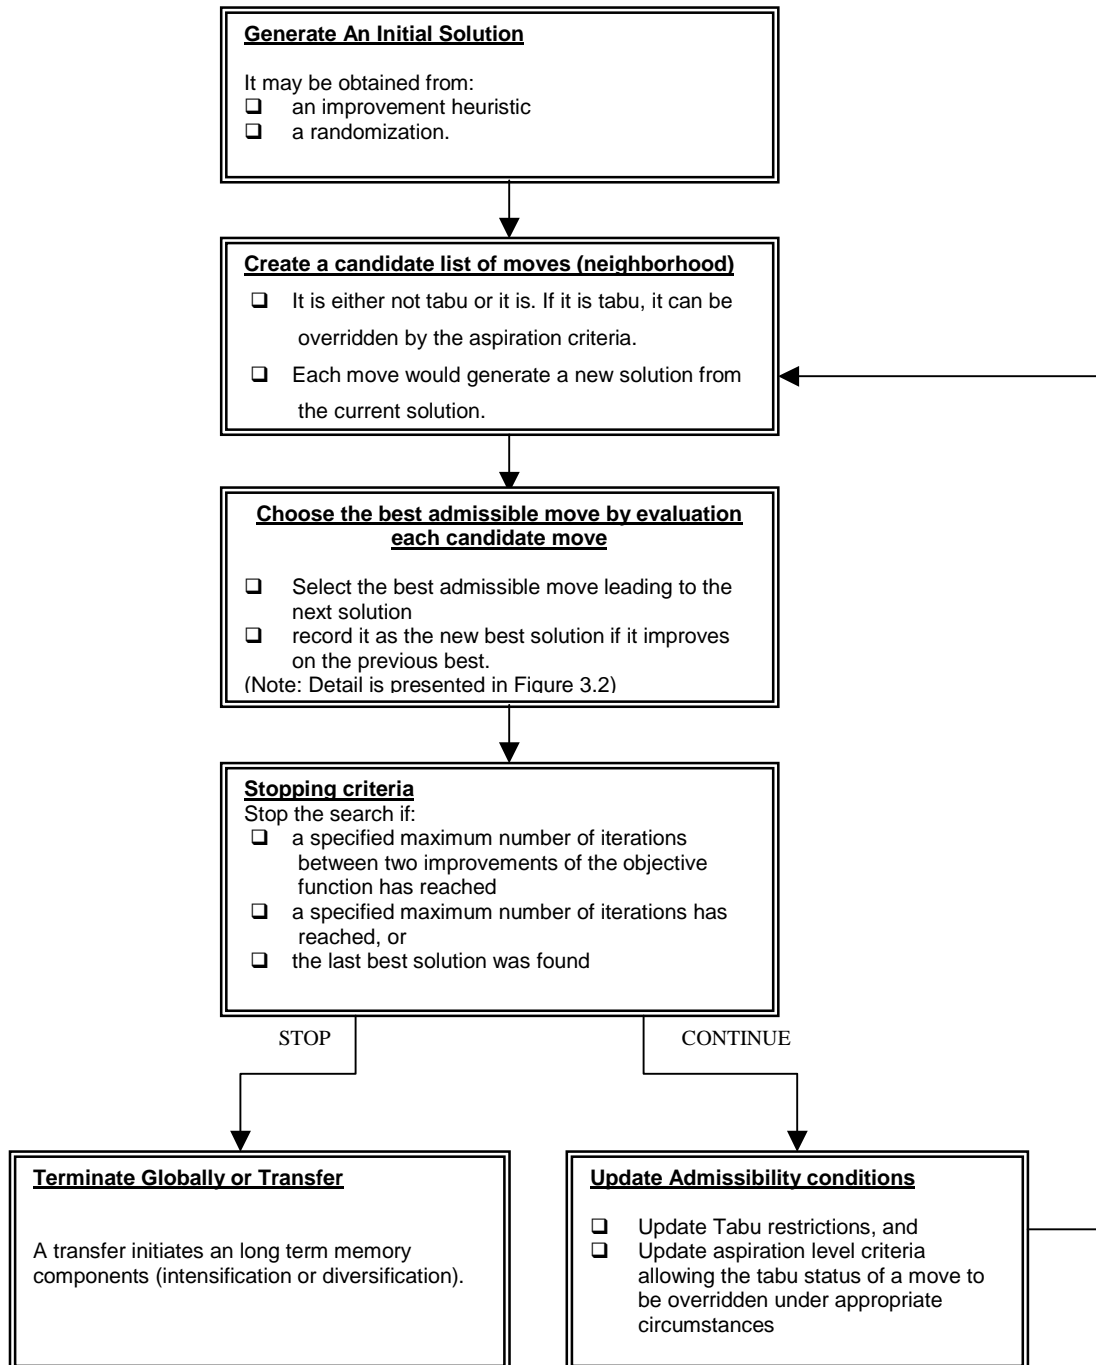 Generate An Initial Solution
It may be obtained from:
❑ an improvement heuristic
❑ a randomization.
Create a candidate list of moves (neighborhood)
❑ It is either not tabu or it is. If it is tabu, it can be
overridden by the aspiration criteria.
❑ Each move would generate a new solution from
the current solution.
Choose the best admissible move by evaluation
each candidate move
❑ Select the best admissible move leading to the
next solution
❑ record it as the new best solution if it improves
on the previous best.
(Note: Detail is presented in Figure 3.2)
Stopping criteria
Stop the search if:
❑ a specified maximum number of iterations
between two improvements of the objective
function has reached
❑ a specified maximum number of iterations has
reached, or
❑ the last best solution was found
STOP
CONTINUE
Terminate Globally or Transfer
A transfer initiates an long term memory
components (intensification or diversification).
Update Admissibility conditions
❑ Update Tabu restrictions, and
❑ Update aspiration level criteria
allowing the tabu status of a move to
be overridden under appropriate
circumstances